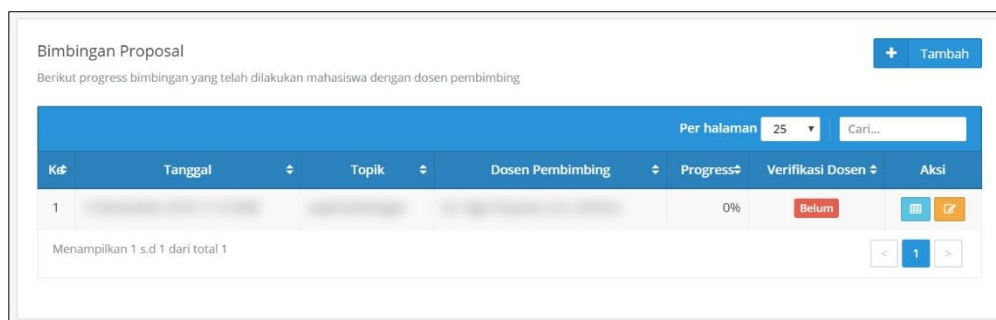 Bimbingan Proposal
+ Tambah
Berikut progress bimbingan yang telah dilakukan mahasiswa dengan dosen pembimbing
Per halaman 25 Cari...
Ke Tanggal Topik Dosen Pembimbing Progress Verifikasi Dosen Aksi
1 0% Belum
Menampilkan 1 s.d 1 dari total 1
< 1 >